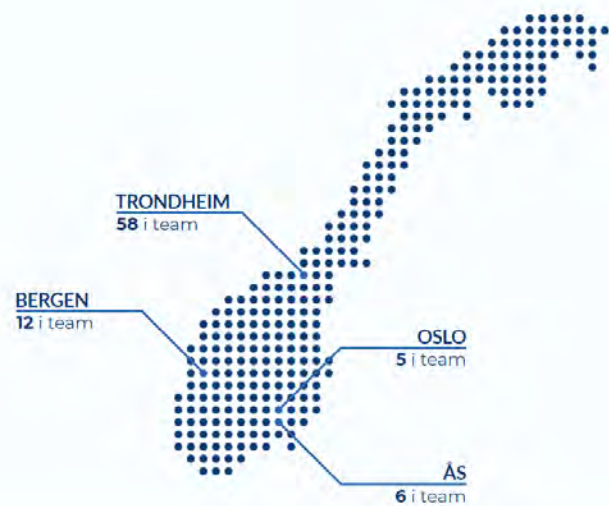 TRONDHEIM
58 i team
BERGEN
12 i team
OSLO
5 i team
ÅS
6 i team